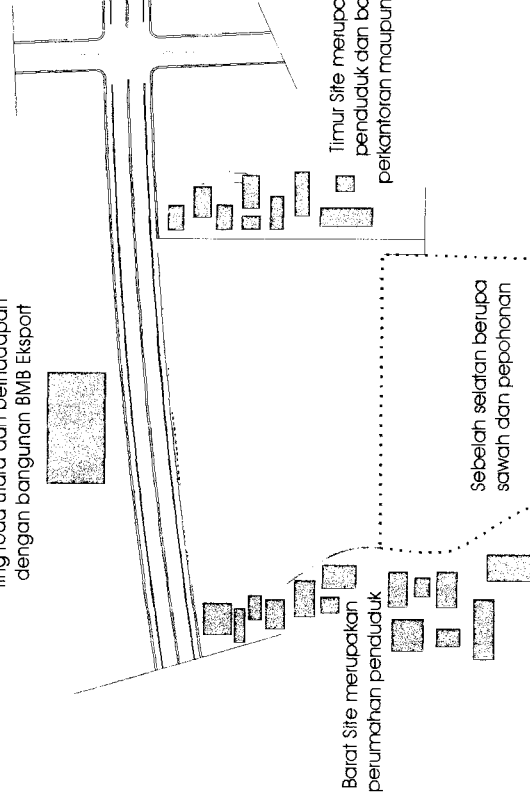 ring road utara dan berhadapan
dengan bangunan BMB Eksport
Timur Site merupa
penduduk dan ba
perkantoran maupun
Barat Site merupakan
perumahan penduduk
Sebelah selatan berupa
sawah dan pepohonan